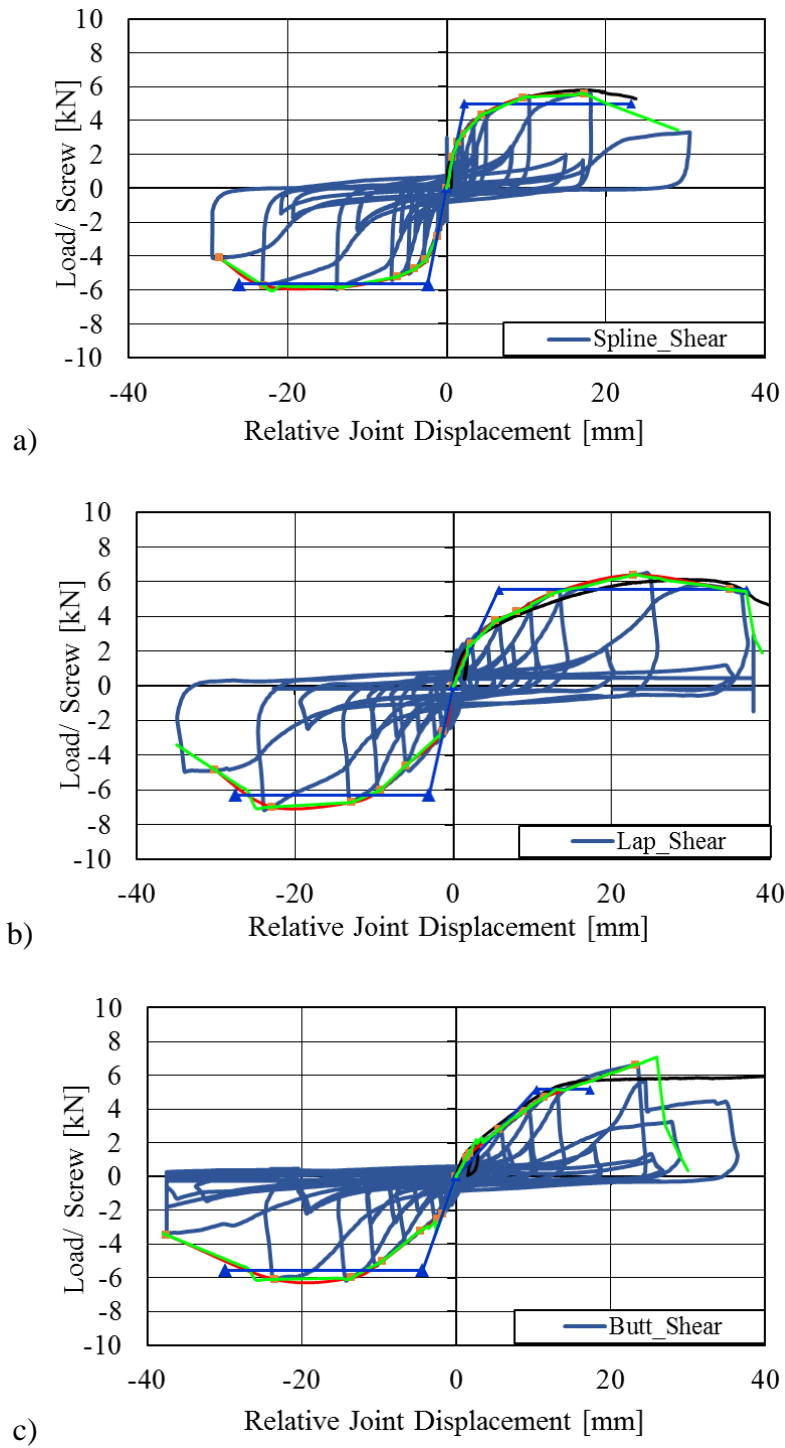 10
8
6
4
2
0
-2
-4
-6
-8
-10
Load/ Screw [kN]
Spline_Shear
-40 -20 0 20 40
Relative Joint Displacement [mm]
a)
10
8
6
4
2
0
-2
-4
-6
-8
-10
Load/ Screw [kN]
Lap_Shear
-40 -20 0 20 40
Relative Joint Displacement [mm]
b)
10
8
6
4
2
0
-2
-4
-6
-8
-10
Load/ Screw [kN]
Butt_Shear
-40 -20 0 20 40
Relative Joint Displacement [mm]
c)